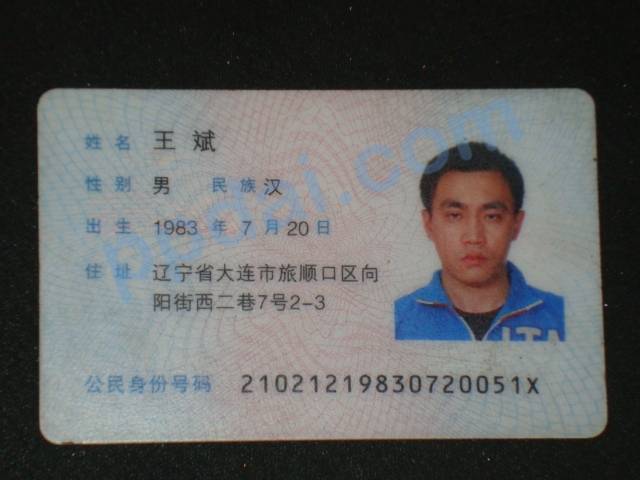 姓名 王斌
性别 男 民族 汉
出生 1983 年 7 月 20 日
住址 辽宁省大连市旅顺口区向
阳街西二巷7号2-3
公民身份号码 21021219830720051X
ITA